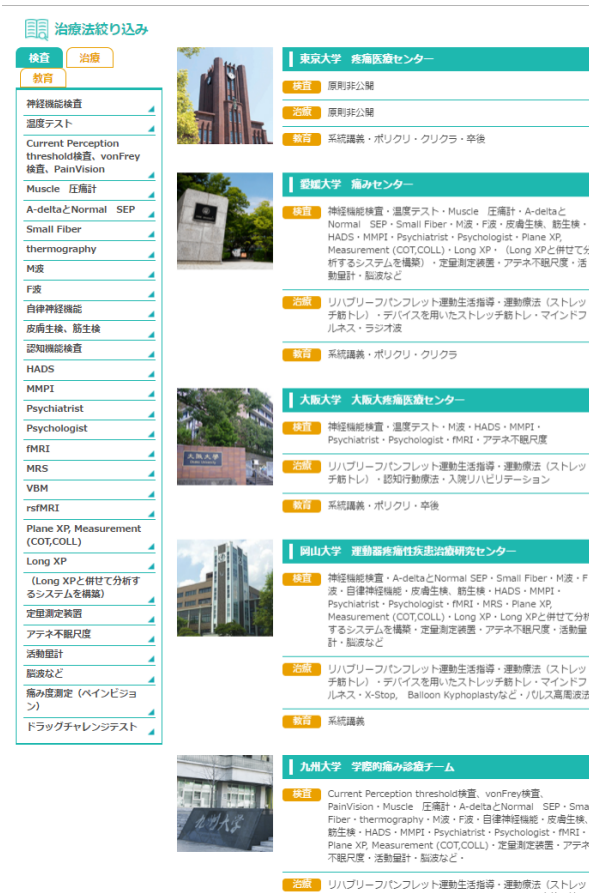 治療法絞り込み
検査
治療
教育
神経機能検査
温度テスト
Current Perception
threshold検査、vonFrey
検査、PainVision
Muscle　圧痛計
A-deltaとNormal　SEP
Small Fiber
thermography
M波
F波
自律神経機能
皮膚生検、筋生検
認知機能検査
HADS
MMPI
Psychiatrist
Psychologist
fMRI
MRS
VBM
rsfMRI
Plane XP, Measurement
(COT,COLL)
Long XP
（Long XPと併せて分析す
るシステムを構築）
定量測定装置
アテネ不眠尺度
活動量計
脳波など
痛み度測定（ペインビジョ
ン）
ドラッグチャレンジテスト
東京大学　疼痛医療センター
検査
原則非公開
治療
原則非公開
教育
系統講義・ポリクリ・クリクラ・卒後
愛媛大学　痛みセンター
検査
神経機能検査・温度テスト・Muscle　圧痛計・A-deltaと
Normal　SEP・Small Fiber・M波・F波・皮膚生検、筋生検・
HADS・MMPI・Psychiatrist・Psychologist・Plane XP,
Measurement (COT,COLL)・Long XP・（Long XPと併せて分
析するシステムを構築）・定量測定装置・アテネ不眠尺度・活
動量計・脳波など
治療
リハブリーフパンフレット運動生活指導・運動療法（ストレッ
チ筋トレ）・デバイスを用いたストレッチ筋トレ・マインドフ
ルネス・ラジオ波
教育
系統講義・ポリクリ・クリクラ
大阪大学　大阪大疼痛医療センター
大阪大学
検査
神経機能検査・温度テスト・M波・HADS・MMPI・
Psychiatrist・Psychologist・fMRI・アテネ不眠尺度
治療
リハブリーフパンフレット運動生活指導・運動療法（ストレッ
チ筋トレ）・認知行動療法・入院リハビリテーション
教育
系統講義・ポリクリ・卒後
岡山大学　運動器疼痛性疾患治療研究センター
検査
神経機能検査・A-deltaとNormal SEP・Small Fiber・M波・F
波・自律神経機能・皮膚生検、筋生検・HADS・MMPI・
Psychiatrist・Psychologist・fMRI・MRS・Plane XP,
Measurement (COT,COLL)・Long XP・Long XPと併せて分析
するシステムを構築・定量測定装置・アテネ不眠尺度・活動量
計・脳波など
治療
リハブリーフパンフレット運動生活指導・運動療法（ストレッ
チ筋トレ）・デバイスを用いたストレッチ筋トレ・マインドフ
ルネス・X-Stop,　Balloon Kyphoplastyなど・パルス高周波法
教育
系統講義
九州大学　学際的痛み診療チーム
九州大学
検査
Current Perception threshold検査、vonFrey検査、
PainVision・Muscle　圧痛計・A-deltaとNormal　SEP・Sma
Fiber・thermography・M波・F波・自律神経機能・皮膚生検、
筋生検・HADS・MMPI・Psychiatrist・Psychologist・fMRI・
Plane XP, Measurement (COT,COLL)・定量測定装置・アテネ
不眠尺度・活動量計・脳波など・
治療
リハブリーフパンフレット運動生活指導・運動療法（ストレッ